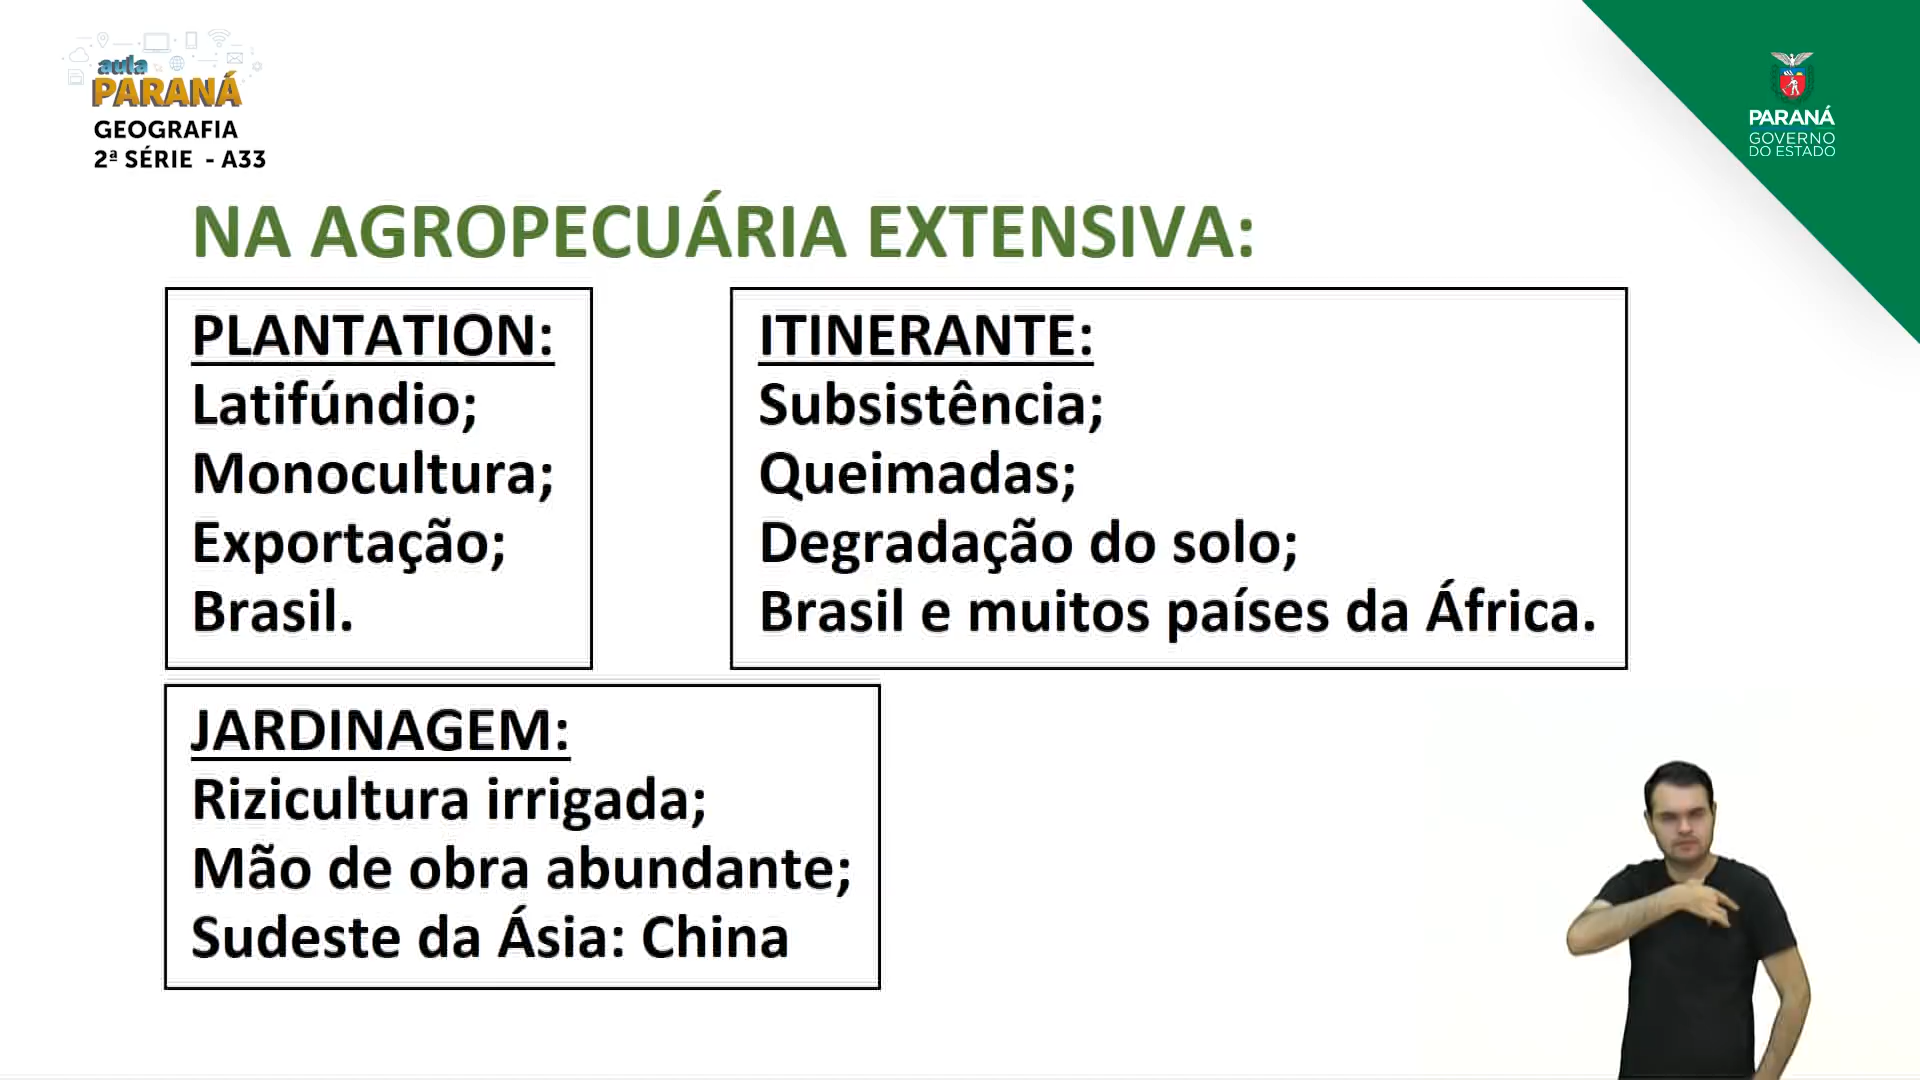 aula
PARANÁ
GEOGRAFIA
2ª SÉRIE - A33
PARANÁ
GOVERNO
DO ESTADO
NA AGROPECUÁRIA EXTENSIVA:
PLANTATION:
Latifúndio;
Monocultura;
Exportação;
Brasil.
ITINERANTE:
Subsistência;
Queimadas;
Degradação do solo;
Brasil e muitos países da África.
JARDINAGEM:
Rizicultura irrigada;
Mão de obra abundante;
Sudeste da Ásia: China